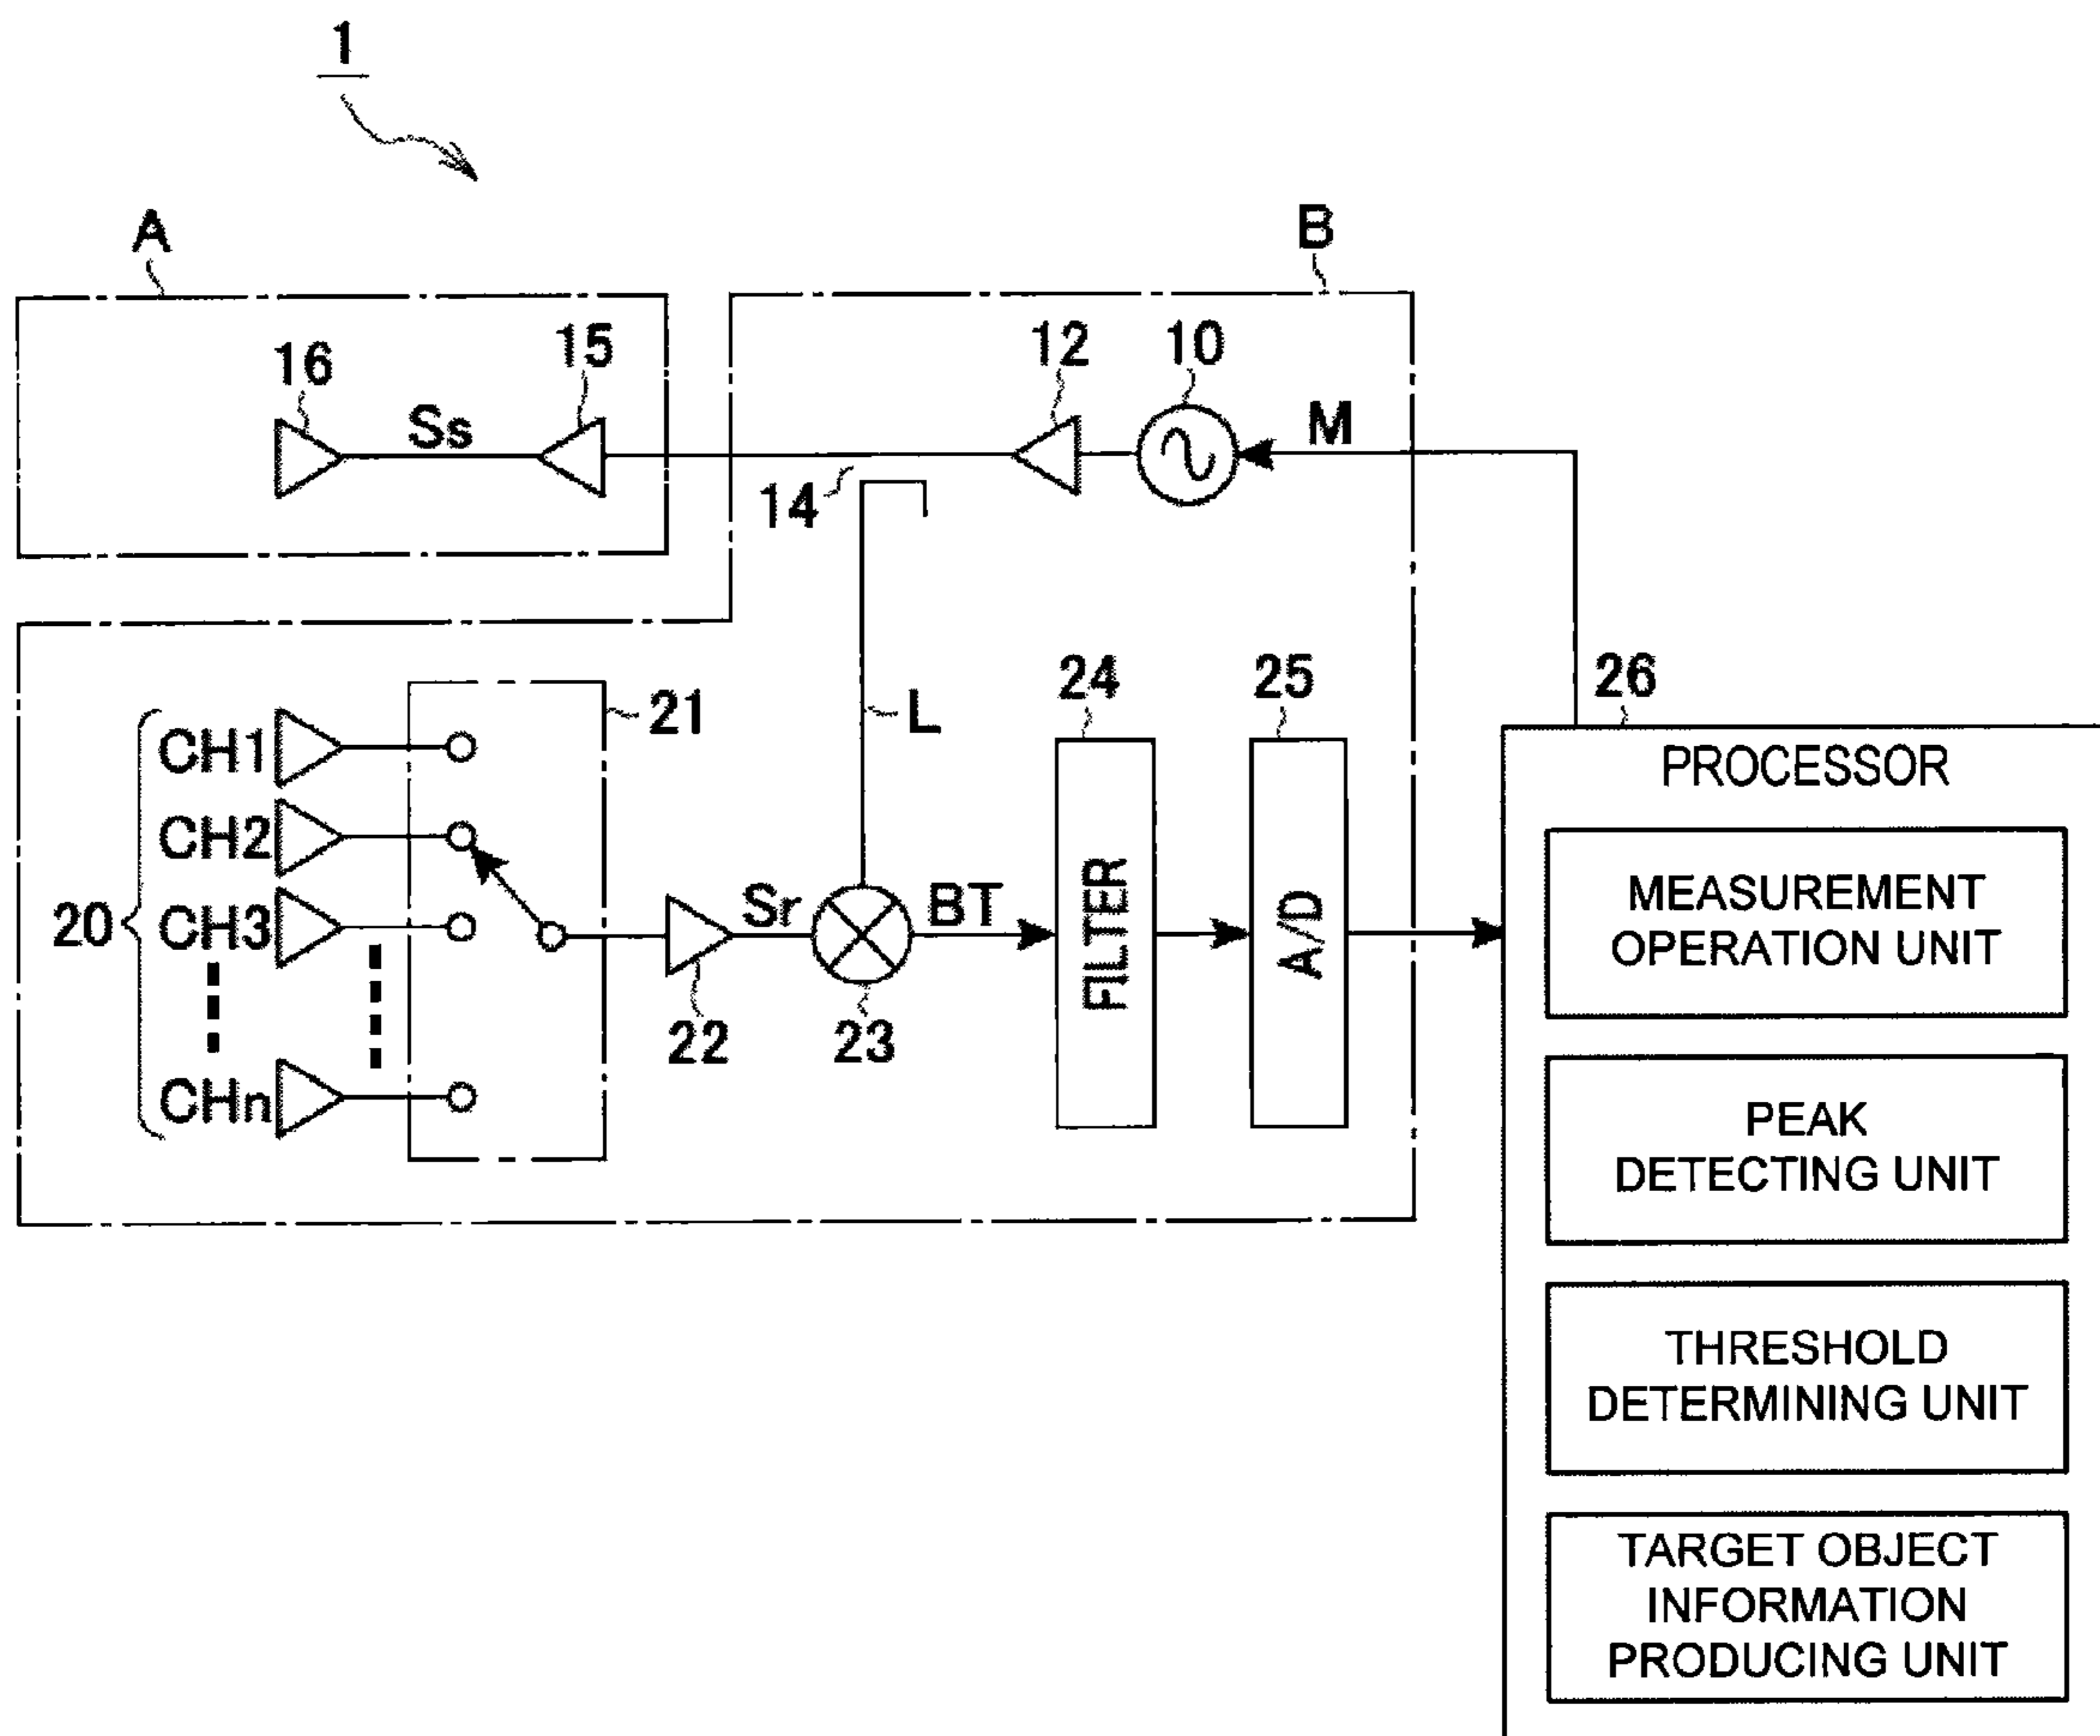 1
A
B
16
Ss
15
14
12
10
M
L
24
25
26
20
CH1
CH2
CH3
CHn
21
22
Sr
23
BT
FILTER
A/D
PROCESSOR
MEASUREMENT
OPERATION UNIT
PEAK
DETECTING UNIT
THRESHOLD
DETERMINING UNIT
TARGET OBJECT
INFORMATION
PRODUCING UNIT